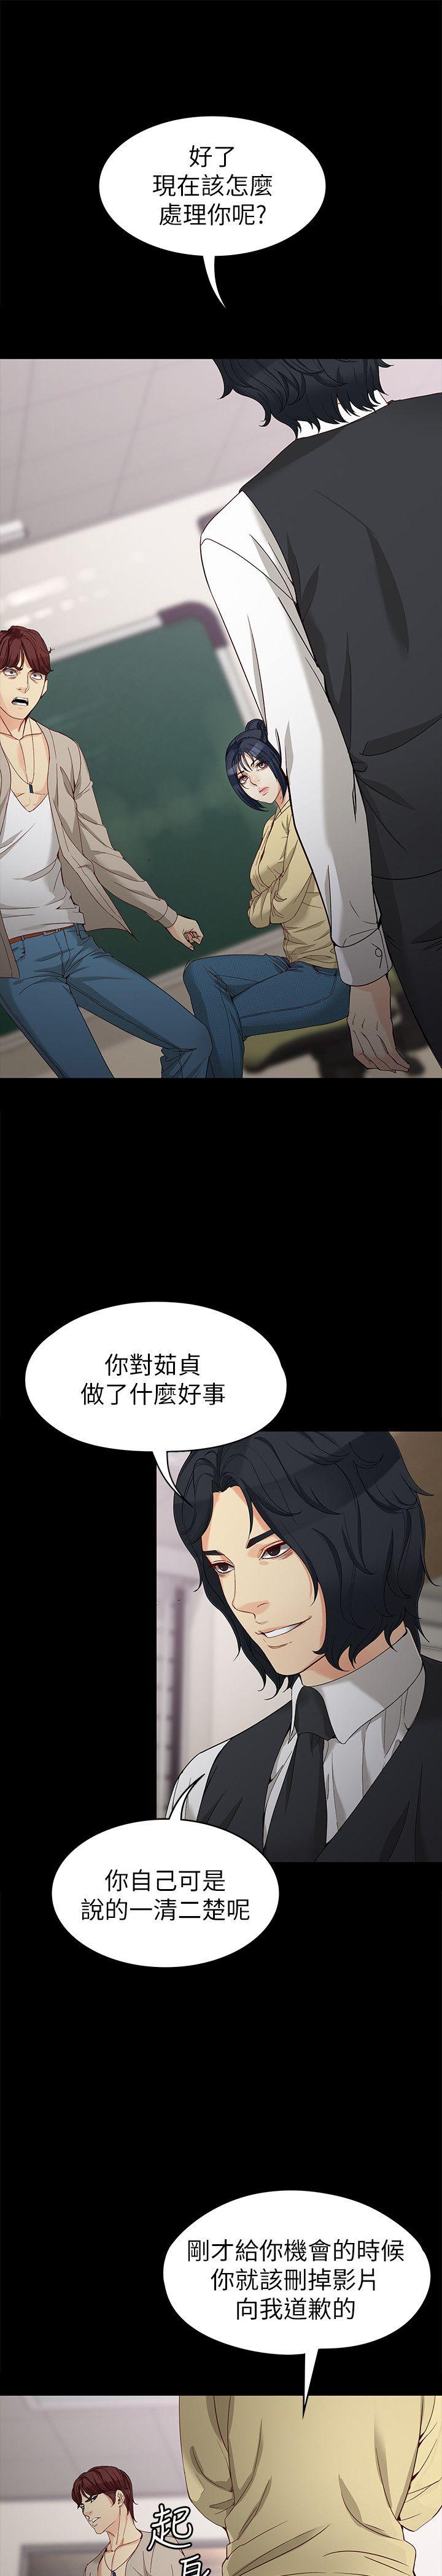 好了
現在該怎麼
處理你呢?
你對茹貞
做了什麼好事
你自己可是
說的一清二楚呢
剛才給你機會的時候
你就該刪掉影片
向我道歉的
起
身